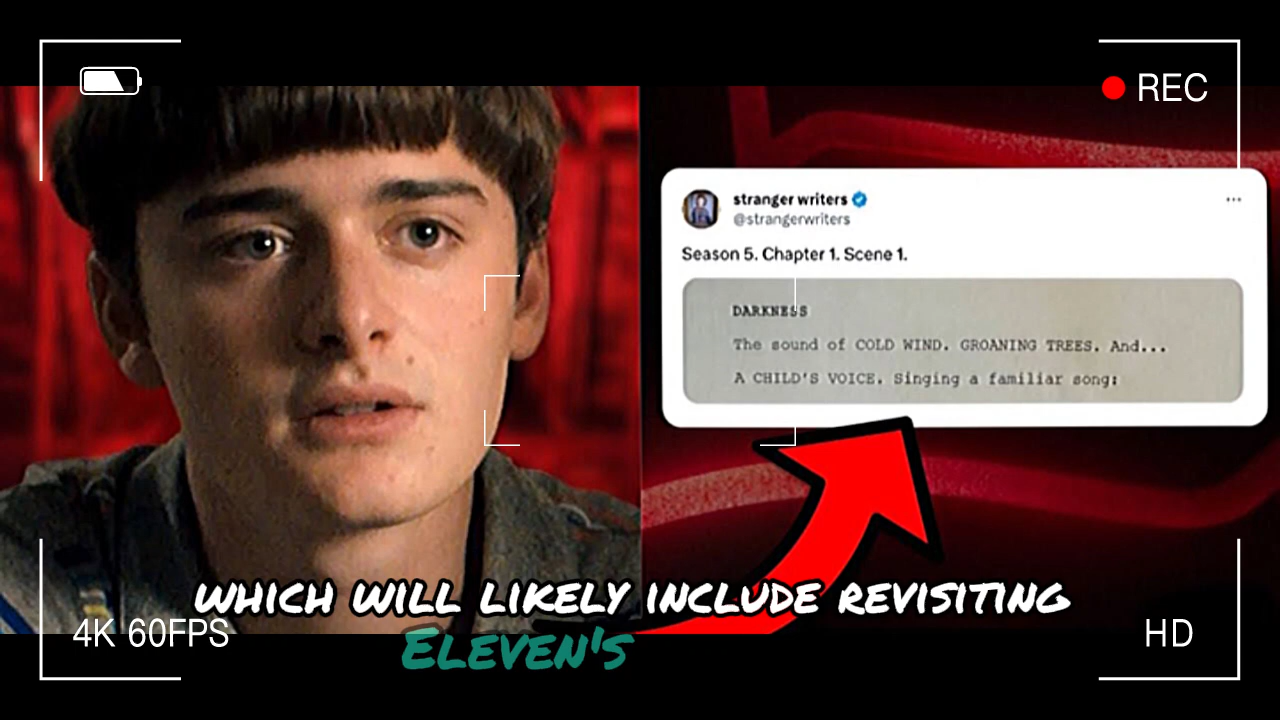 REC
stranger writers
@strangerwriters
Season 5. Chapter 1. Scene 1.
DARKNESS
The sound of COLD WIND. GROANING TREES. And...
A CHILD'S VOICE. Singing a familiar song:
WHICH WILL LIKELY INCLUDE REVISITING
ELEVEN'S
4K 60FPS
HD